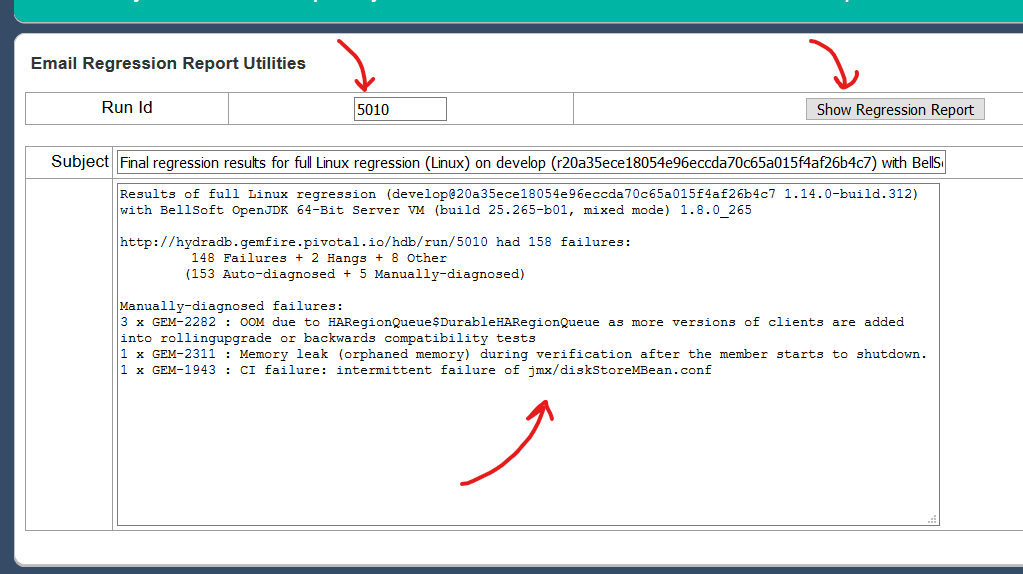 Email Regression Report Utilities
Run Id
5010
Show Regression Report
Subject
Final regression results for full Linux regression (Linux) on develop (r20a35ece18054e96eccda70c65a015f4af26b4c7) with
Results of full Linux regression (develop@20a35ece18054e96eccda70c65a015f4af26b4c7 1.14.0-build.312)
with BellSoft OpenJDK 64-Bit Server VM (build 25.265-b01, mixed mode) 1.8.0_265
http://hydradb.gemfire.pivotal.io/hdb/run/5010 had 158 failures:
148 Failures + 2 Hangs + 8 Other
(153 Auto-diagnosed + 5 Manually-diagnosed)
Manually-diagnosed failures:
3 x GEM-2282 : OOM due to HARegionQueue$DurableHARegionQueue as more versions of clients are added
into rollingupgrade or backwards compatibility tests
1 x GEM-2311 : Memory leak (orphaned memory) during verification after the member starts to shutdown.
1 x GEM-1943 : CI failure: intermittent failure of jmx/diskStoreMBean.conf